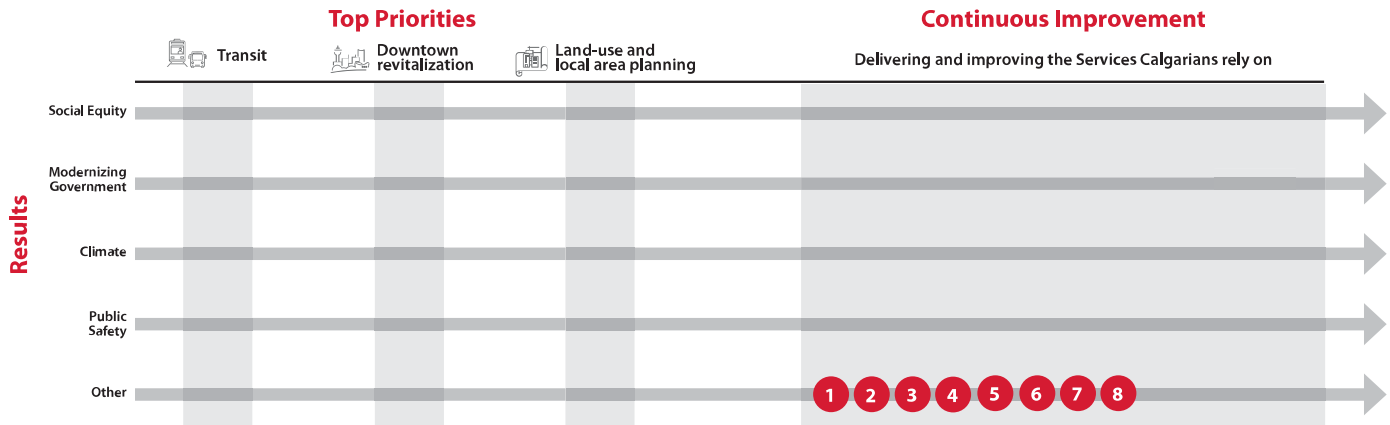 Top Priorities
Continuous Improvement
Transit
Downtown
revitalization
Land-use and
local area planning
Delivering and improving the Services Calgarians rely on
Results
Social Equity
Modernizing
Government
Climate
Public
Safety
Other
1 2 3 4 5 6 7 8